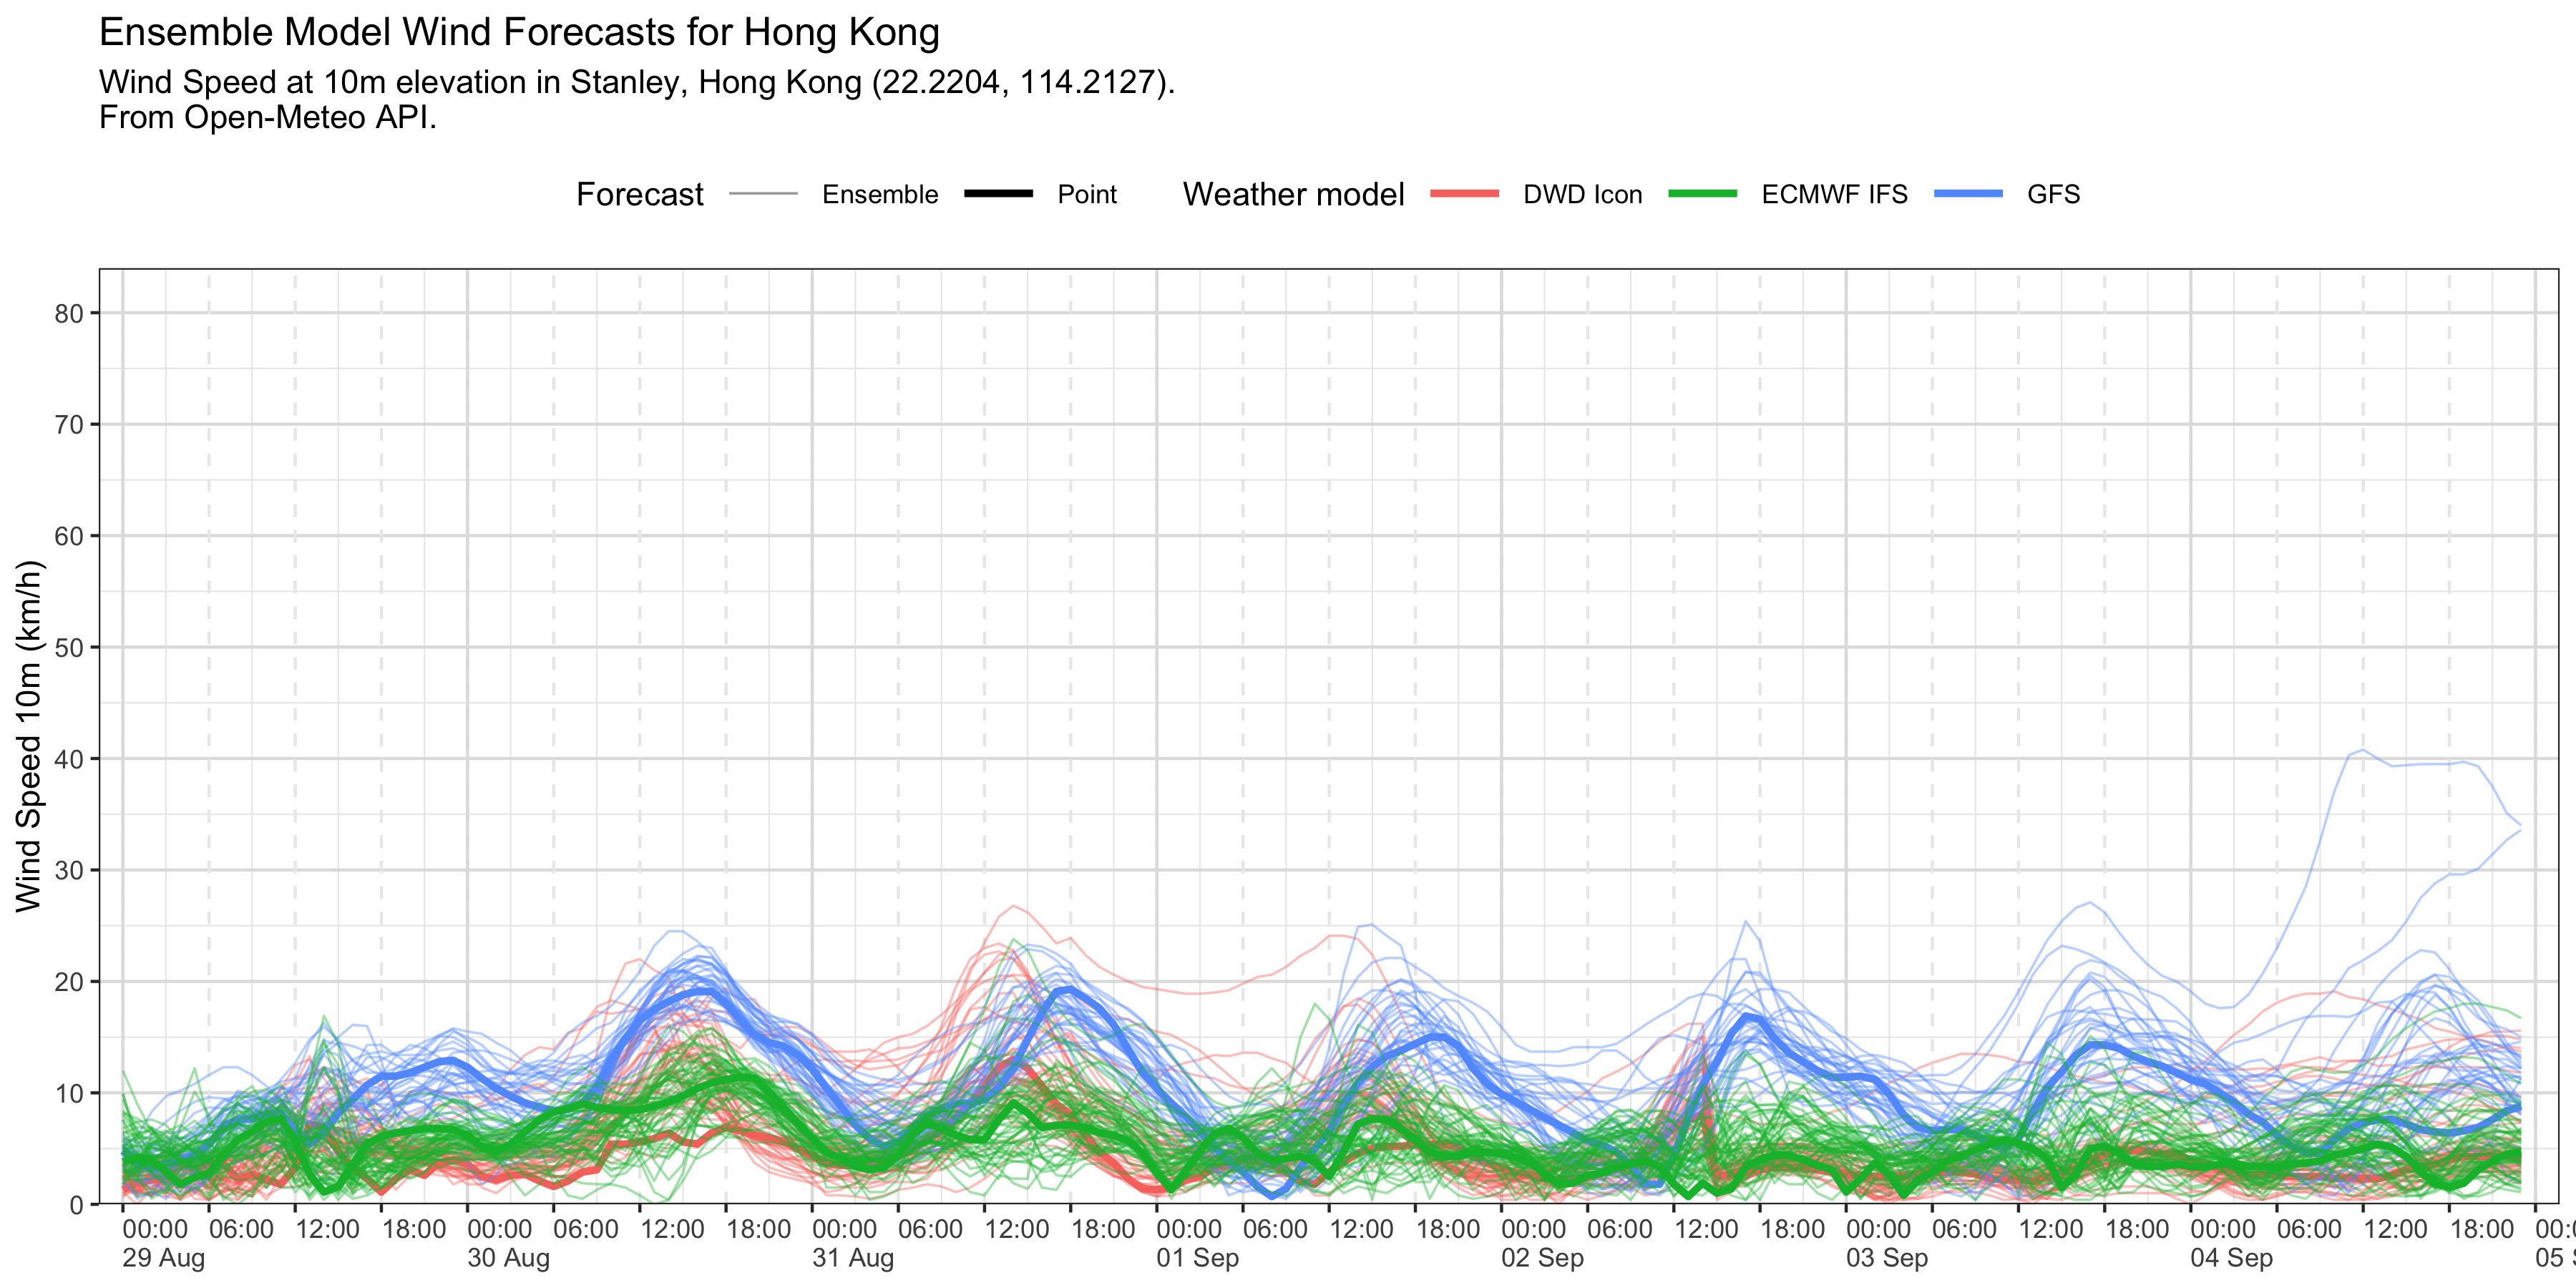 Ensemble Model Wind Forecasts for Hong Kong
Wind Speed at 10m elevation in Stanley, Hong Kong (22.2204, 114.2127).
From Open-Meteo API.
Forecast Ensemble Point Weather model DWD Icon ECMWF IFS GFS
Wind Speed 10m (km/h)
80
70
60
50
40
30
20
10
0
00:00 06:00 12:00 18:00 00:00 06:00 12:00 18:00 00:00 06:00 12:00 18:00 00:00 06:00 12:00 18:00 00:00 06:00 12:00 18:00 00:00 06:00 12:00 18:00 00:00 06:00 12:00 18:00
29 Aug 30 Aug 31 Aug 01 Sep 02 Sep 03 Sep 04 Sep 05